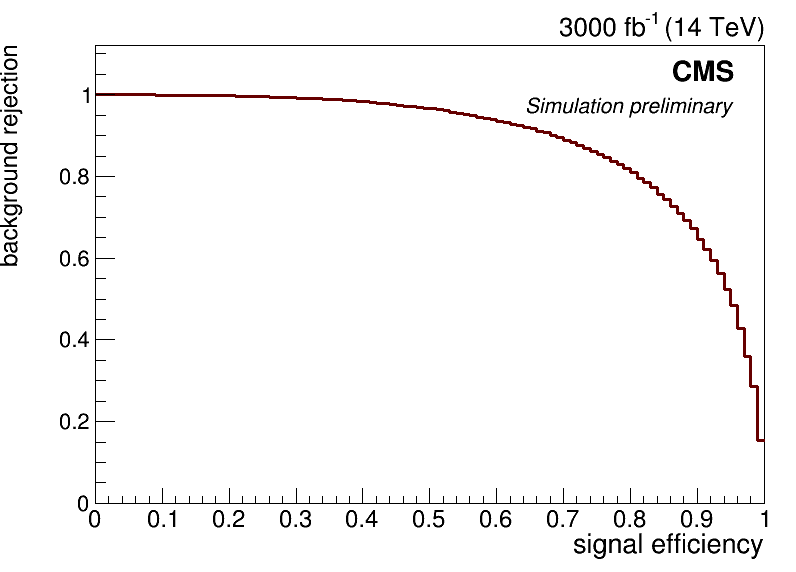 3000 fb⁻¹ (14 TeV)
CMS
Simulation preliminary
background rejection
1
0.8
0.6
0.4
0.2
0
0 0.1 0.2 0.3 0.4 0.5 0.6 0.7 0.8 0.9 1
signal efficiency